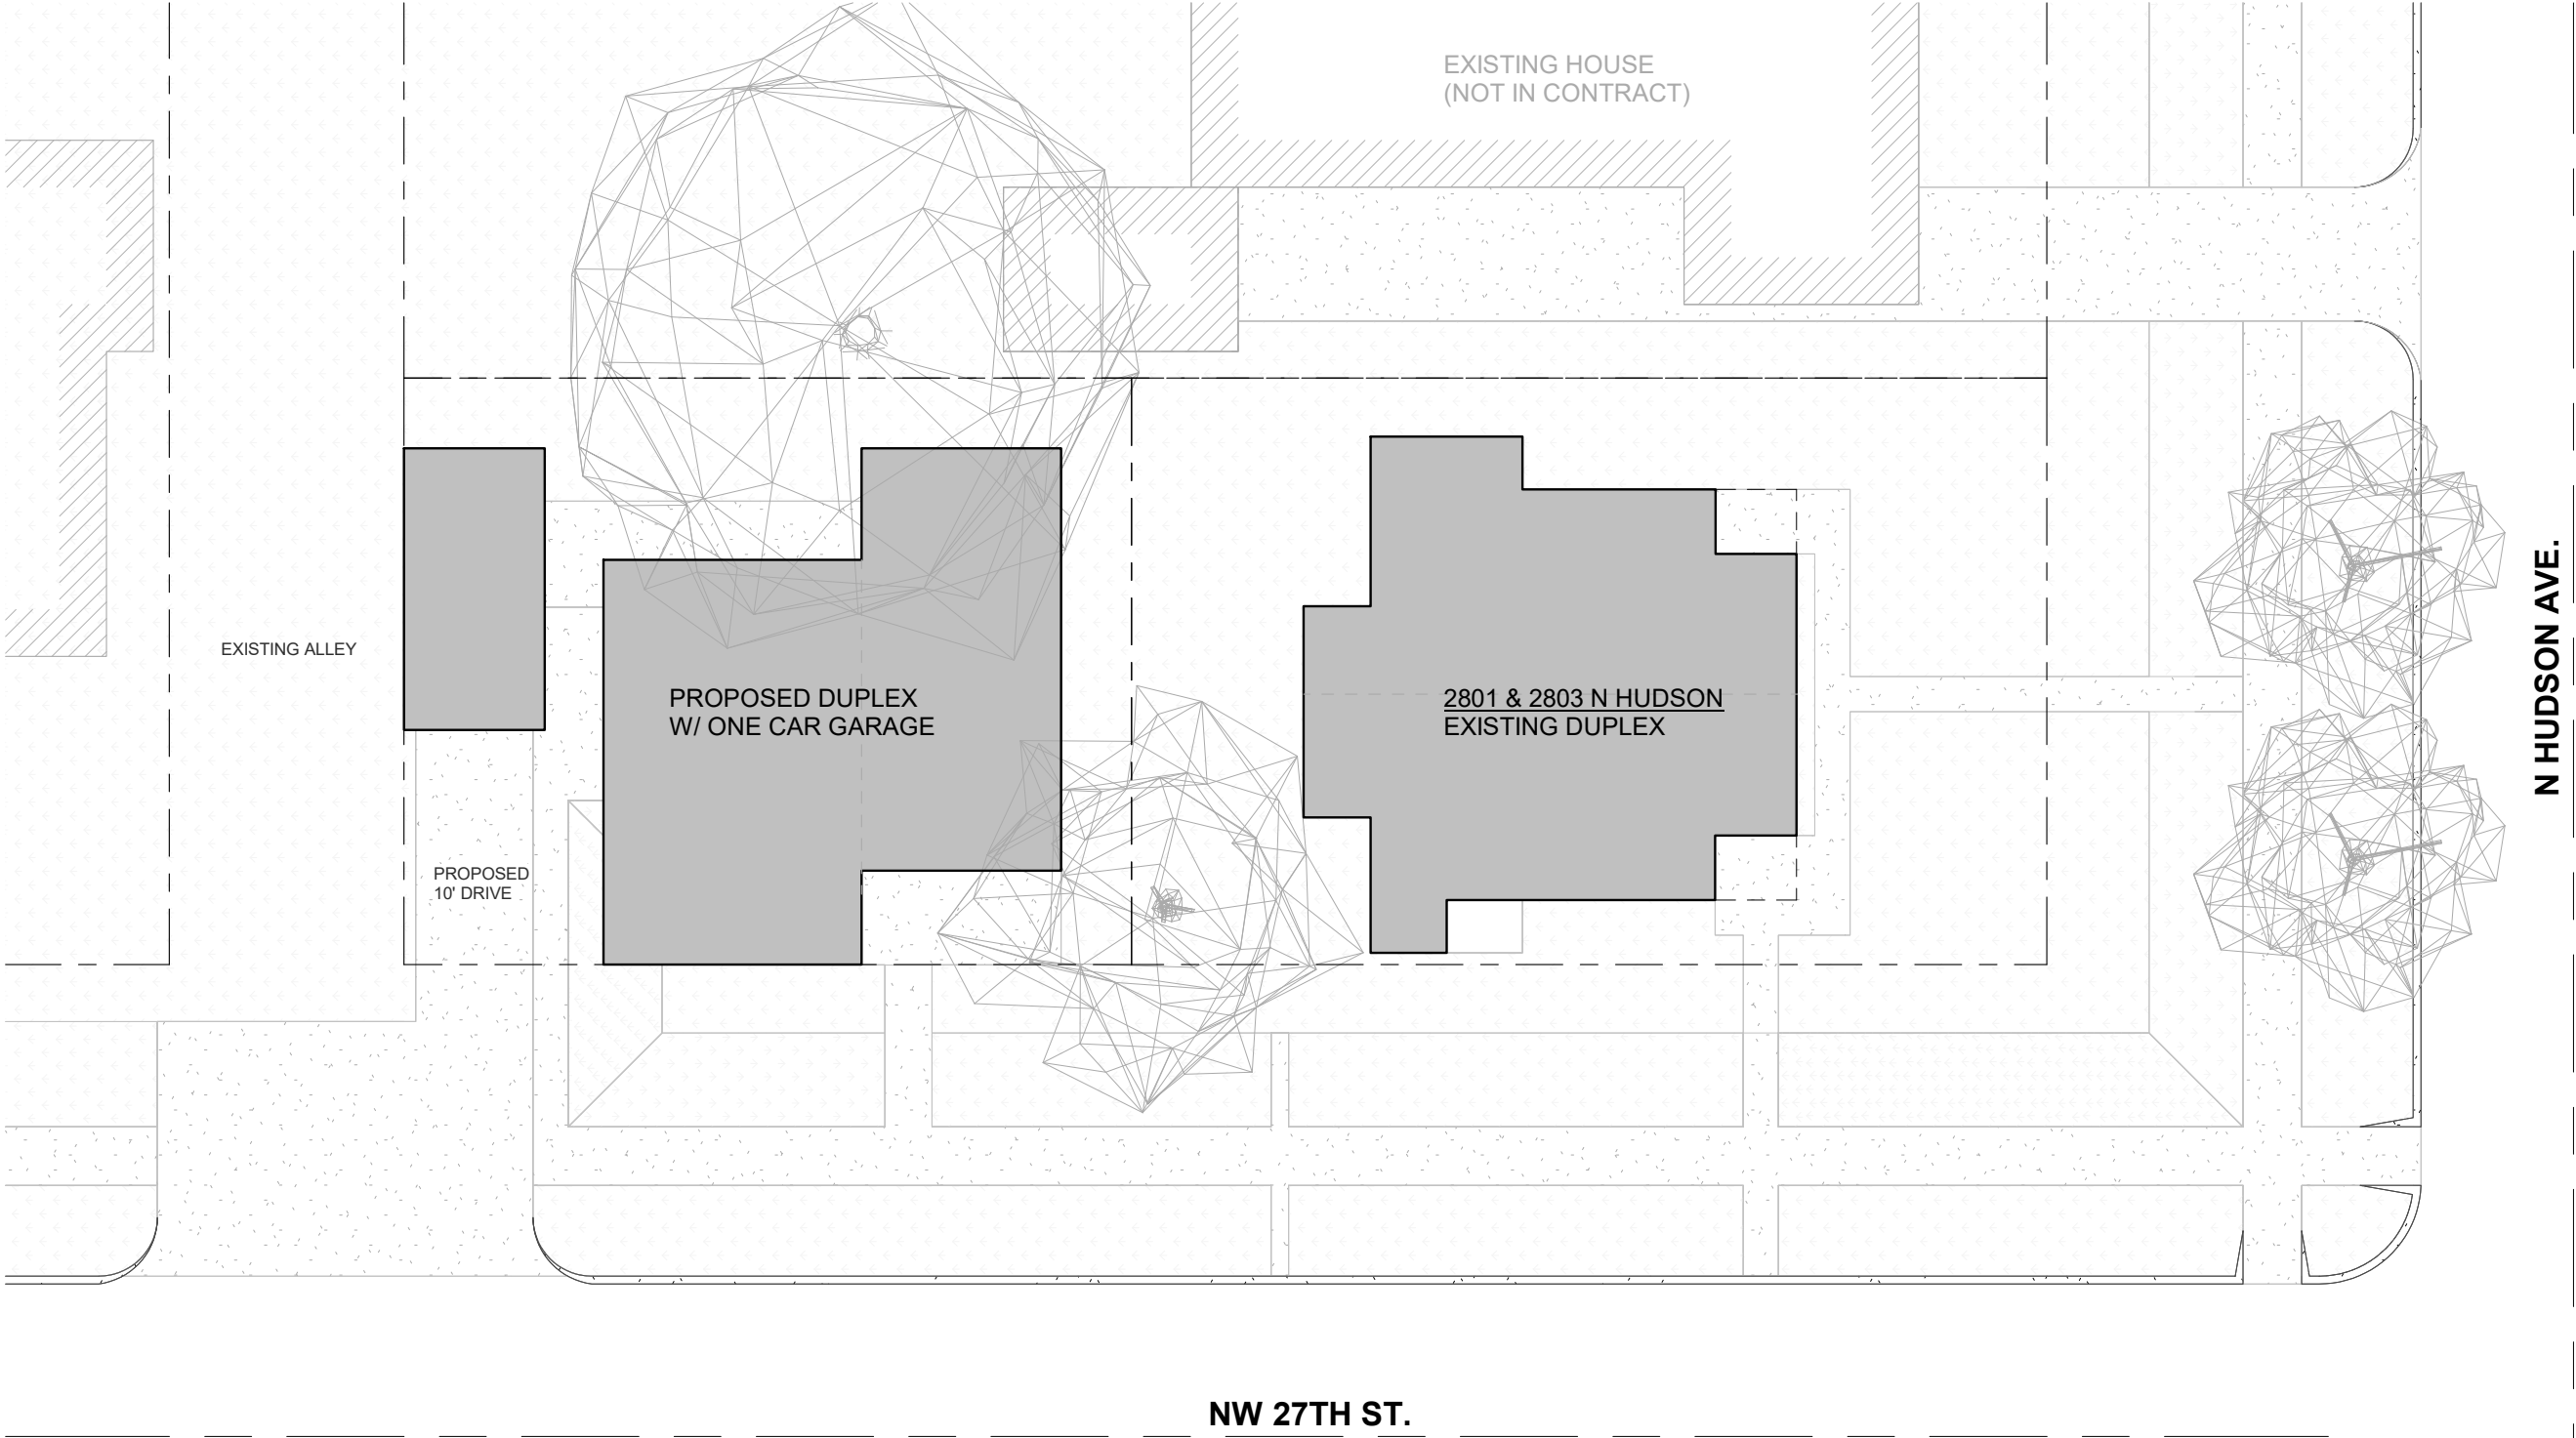 EXISTING HOUSE
(NOT IN CONTRACT)
EXISTING ALLEY
PROPOSED DUPLEX
W/ ONE CAR GARAGE
2801 & 2803 N HUDSON
EXISTING DUPLEX
N HUDSON AVE.
PROPOSED
10' DRIVE
NW 27TH ST.